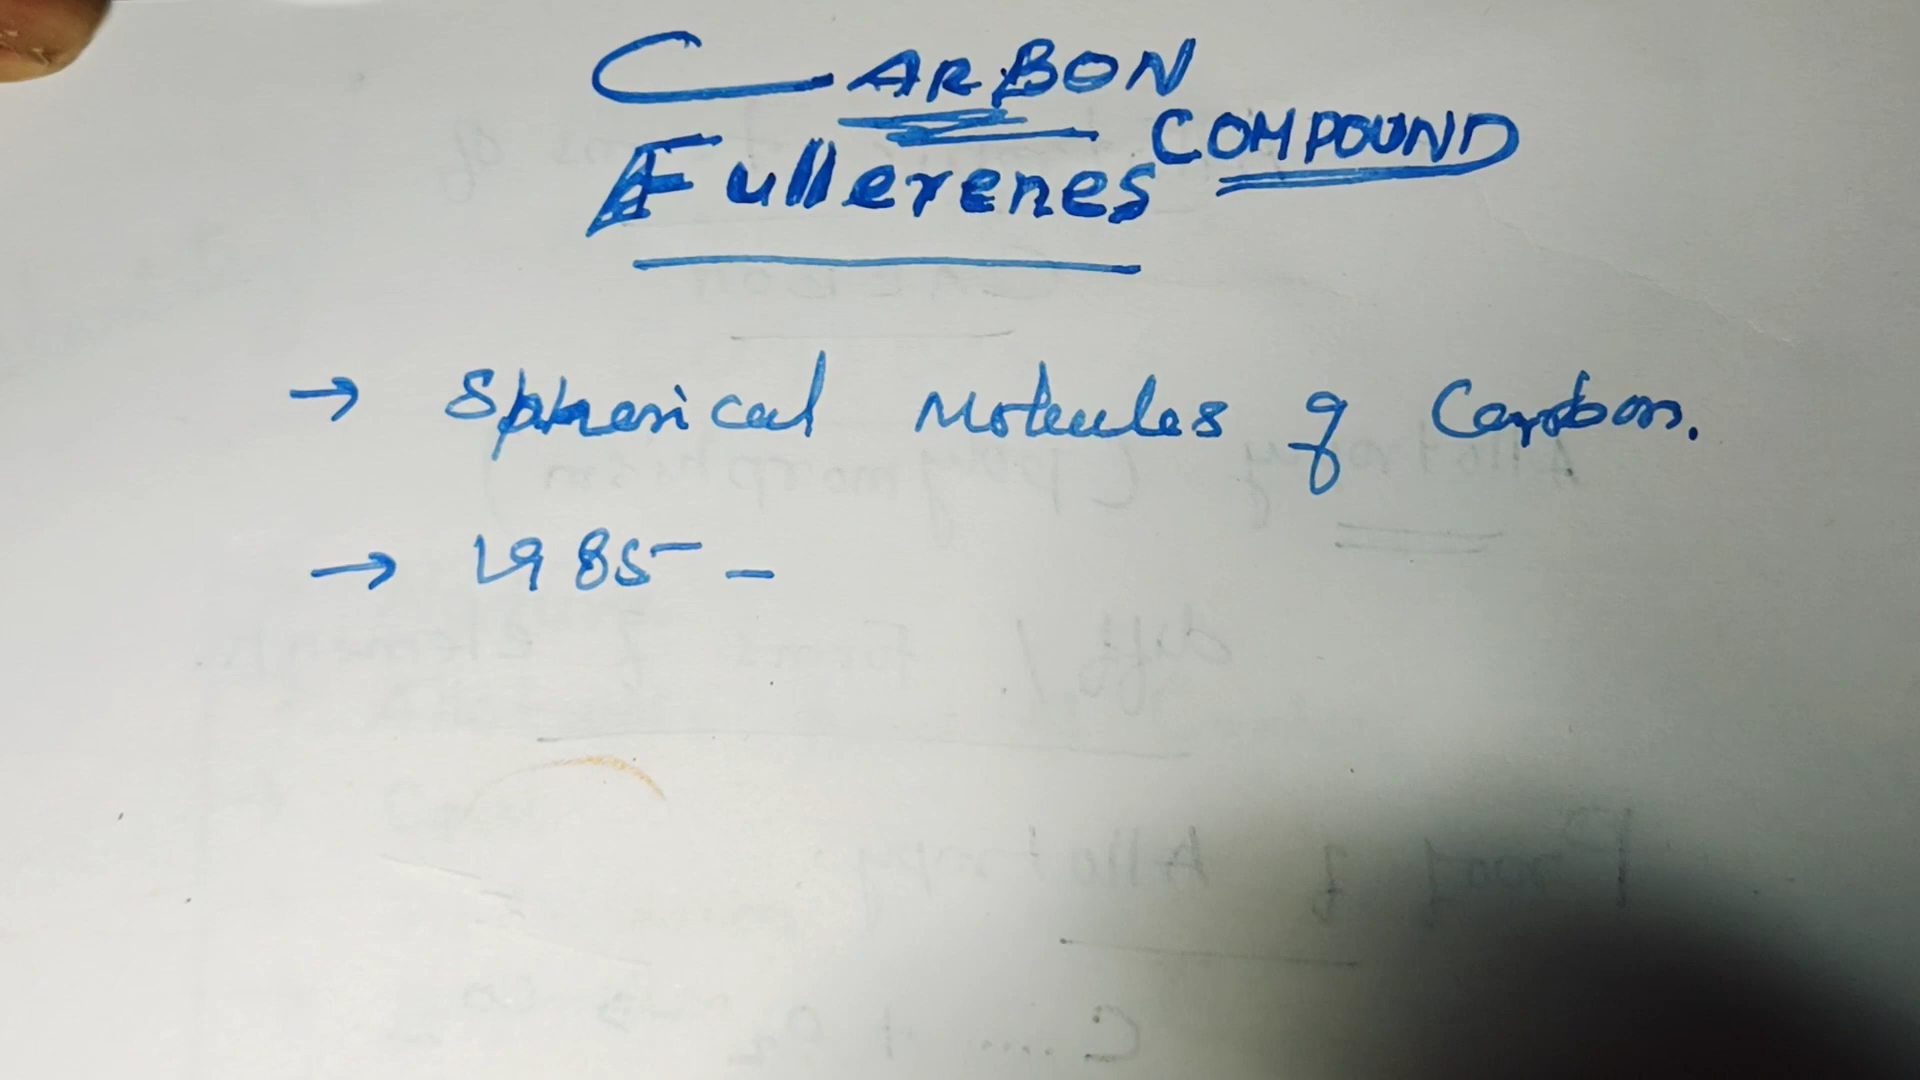 CARBON
COMPOUND
Fullerenes
→ Spherical Molecules of Carbon.
→ 1985 -